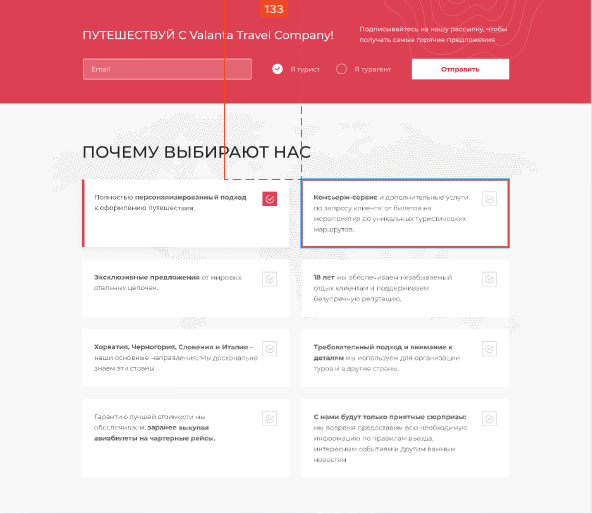 133
ПУТЕШЕСТВУЙ С Valanta Travel Company!
Подписывайтесь на нашу рассылку, чтобы
получать самые горячие предложения
Email
Я турист
Я турагент
Отправить
ПОЧЕМУ ВЫБИРАЮТ НАС
Полностью персонализированный подход
к оформлению путешествия.
Консьерж-сервис и дополнительные услуги
по запросу клиента: от билетов на
мероприятия до уникальных туристических
маршрутов.
Эксклюзивные предложения от мировых
отельных цепочек.
18 лет мы обеспечиваем незабываемый
отдых клиентам и поддерживаем
безупречную репутацию.
Хорватия, Черногория, Словения и Италия –
наши основные направления. Мы досконально
знаем эти страны.
Требовательный подход и внимание к
деталям мы используем для организации
туров и в другие страны.
Гарантию лучшей стоимости мы
обеспечиваем, заранее выкупая
авиабилеты на чартерные рейсы.
С нами будут только приятные сюрпризы:
мы вовремя предоставим всю необходимую
информацию по правилам въезда,
интересным событиям и другим важным
новостям